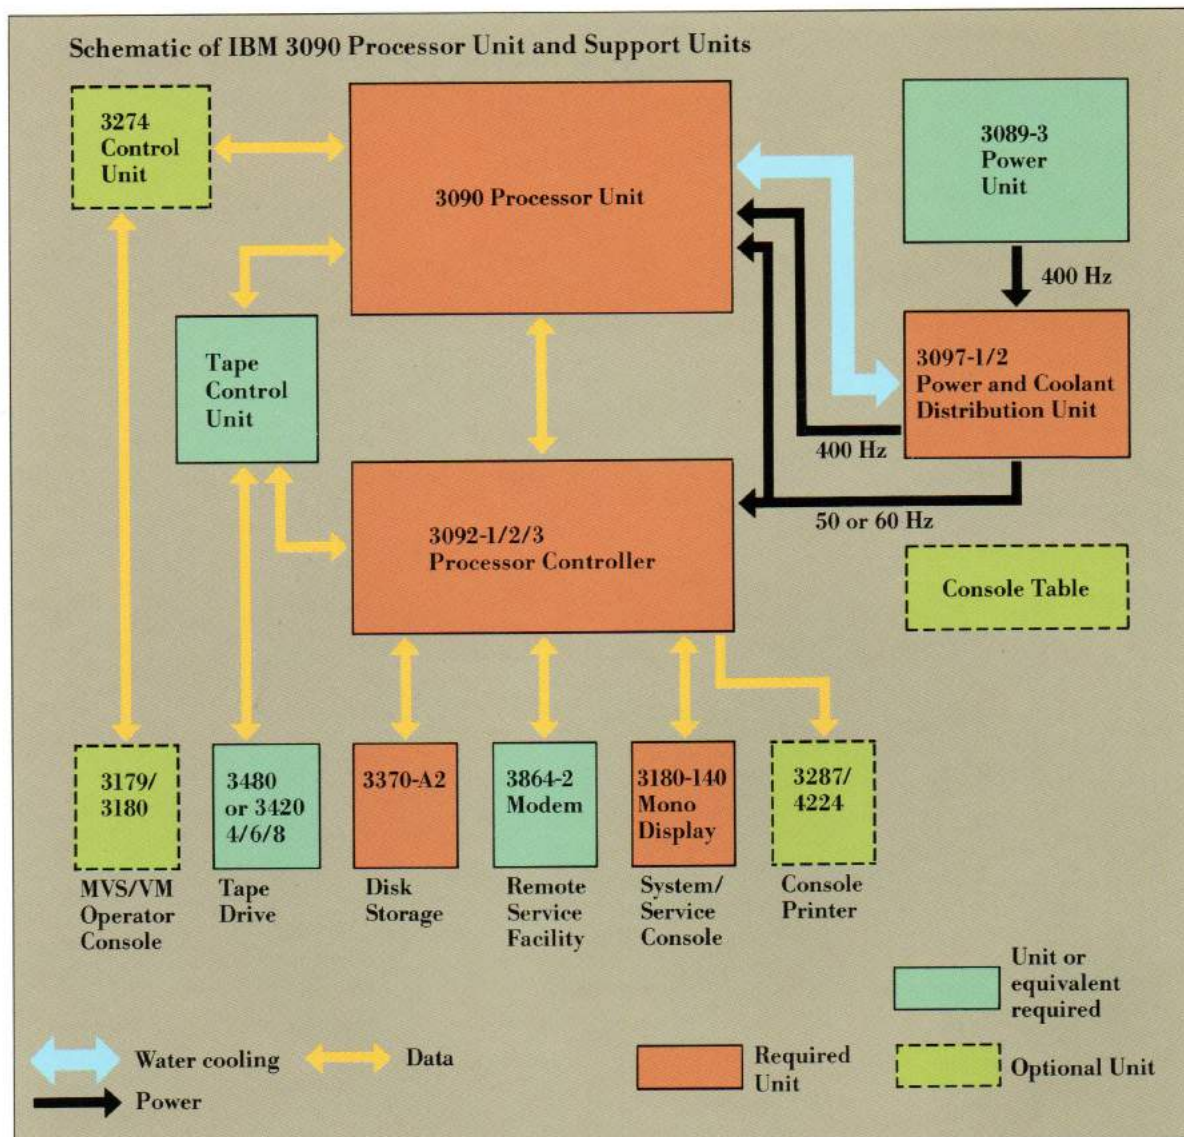 Schematic of IBM 3090 Processor Unit and Support Units
3274
Control
Unit
3090 Processor Unit
3089-3
Power
Unit
400 Hz
Tape
Control
Unit
3097-1/2
Power and Coolant
Distribution Unit
400 Hz
50 or 60 Hz
3092-1/2/3
Processor Controller
Console Table
3179/
3180
MVS/VM
Operator
Console
3480
or 3420
4/6/8
Tape
Drive
3370-A2
Disk
Storage
3864-2
Modem
Remote
Service
Facility
3180-140
Mono
Display
System/
Service
Console
3287/
4224
Console
Printer
Unit or
equivalent
required
Water cooling
Data
Required
Unit
Optional Unit
Power